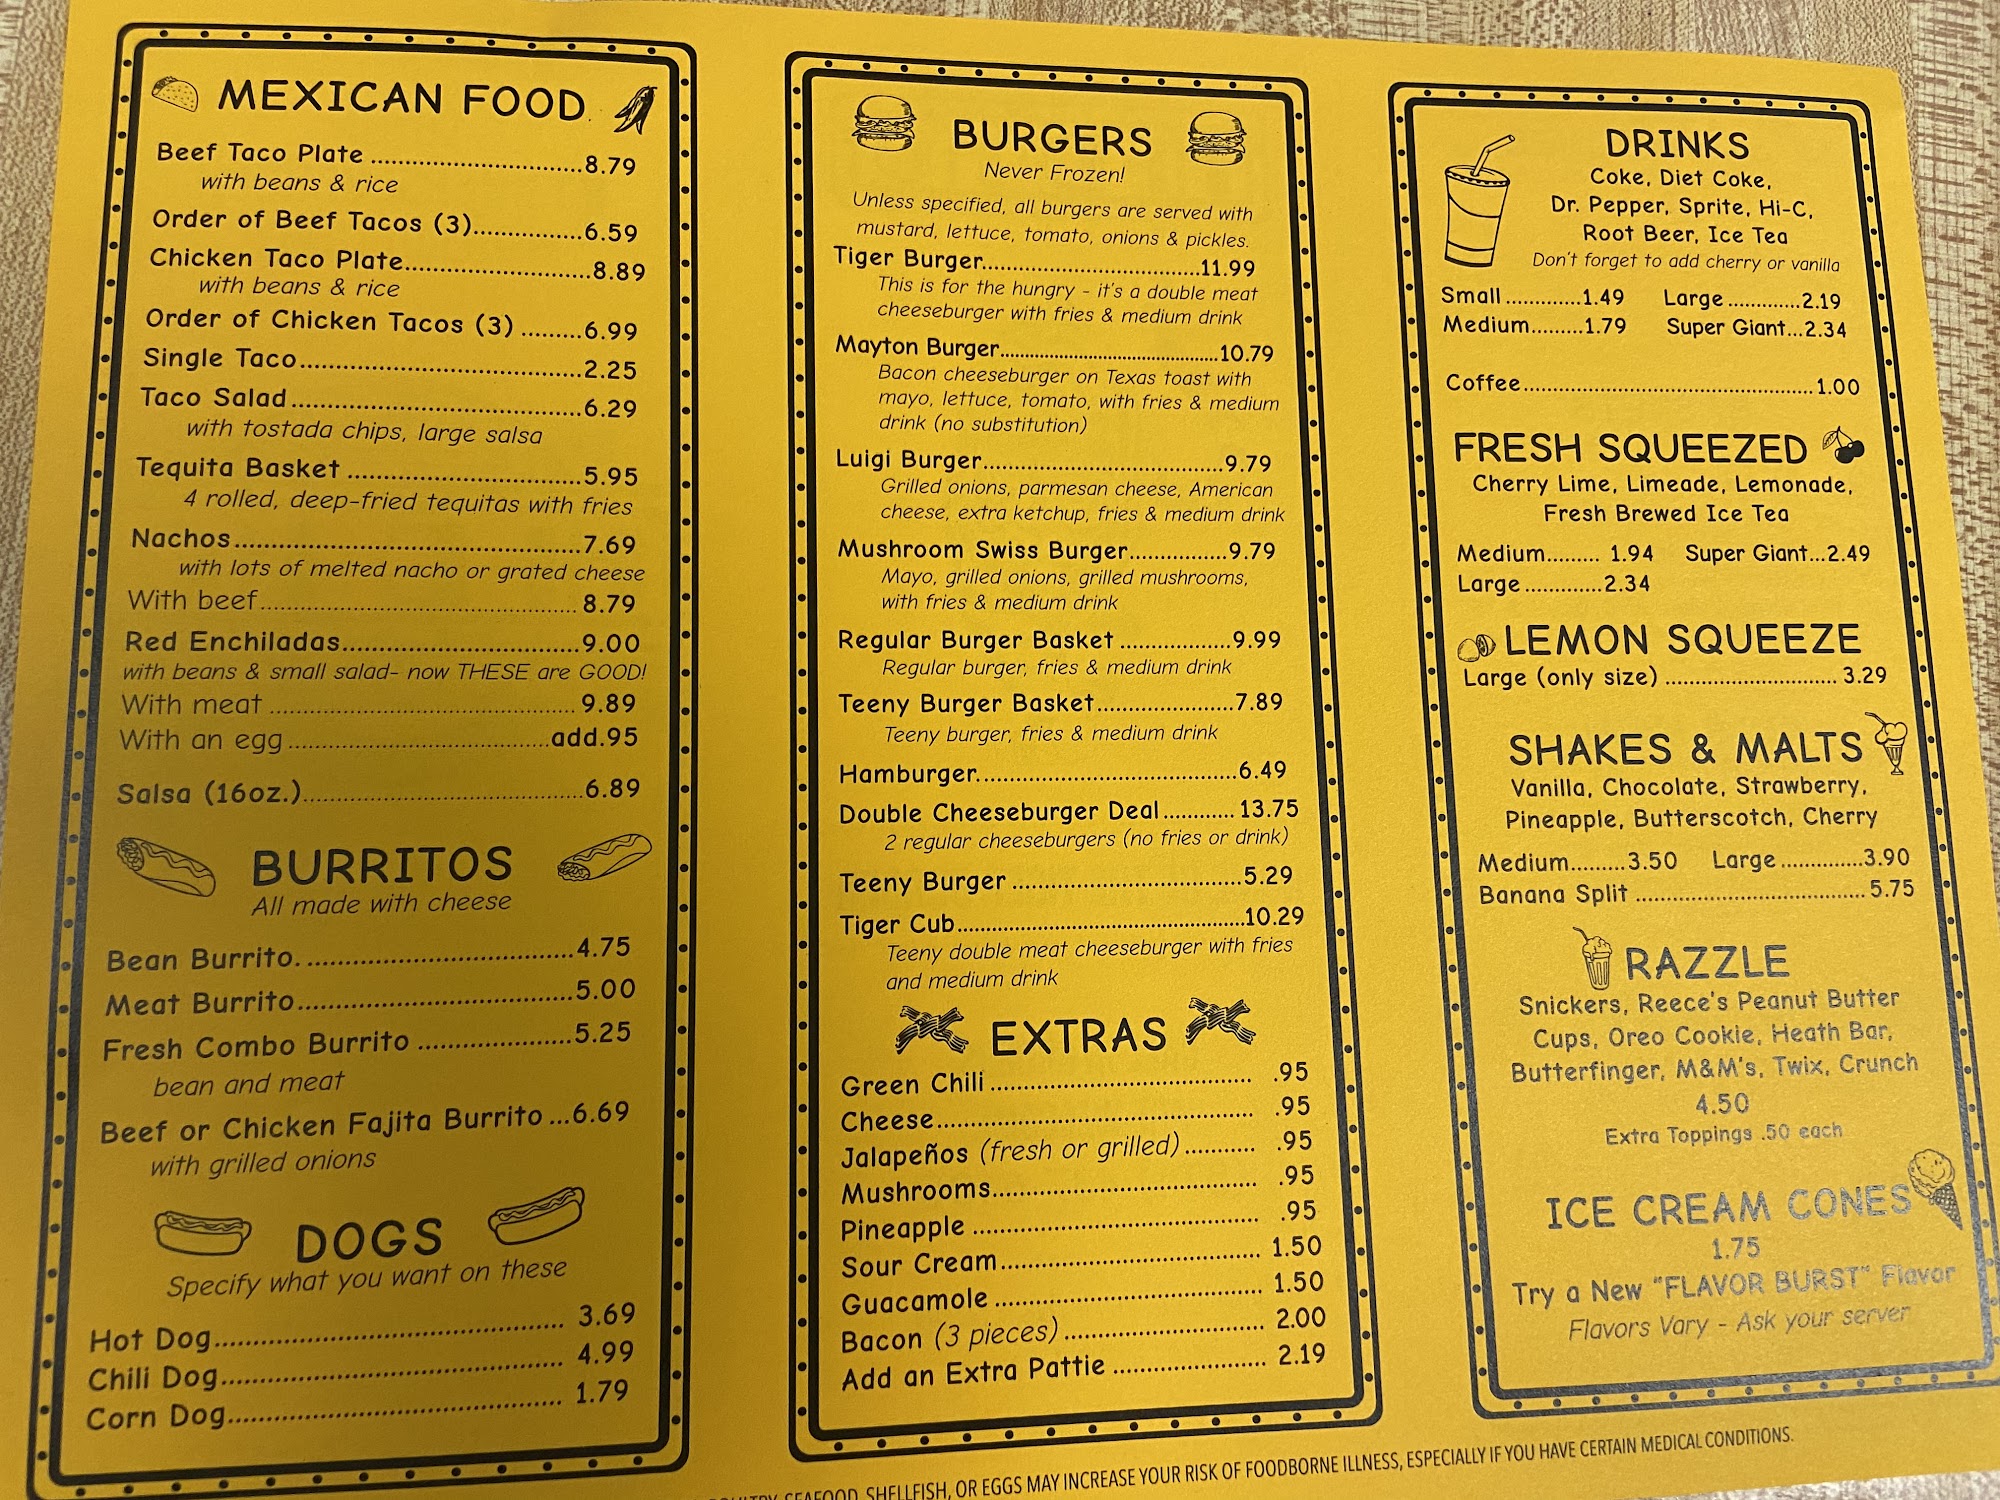 MEXICAN FOOD
Beef Taco Plate ............................8.79
with beans & rice
Order of Beef Tacos (3)..............6.59
Chicken Taco Plate........................8.89
with beans & rice
Order of Chicken Tacos (3) ........6.99
Single Taco......................................2.25
Taco Salad.......................................6.29
with tostada chips, large salsa
Tequita Basket ...............................5.95
4 rolled, deep-fried tequitas with fries
Nachos..............................................7.69
with lots of melted nacho or grated cheese
With beef.......................................... 8.79
Red Enchiladas................................9.00
with beans & small salad- now THESE are GOOD!
With meat ........................................ 9.89
With an egg...................................add.95
Salsa (16oz.).....................................6.89
BURRITOS
All made with cheese
Bean Burrito. ...................................4.75
Meat Burrito....................................5.00
Fresh Combo Burrito ....................5.25
bean and meat
Beef or Chicken Fajita Burrito ...6.69
with grilled onions
DOGS
Specify what you want on these
Hot Dog.............................................. 3.69
Chili Dog............................................. 4.99
Corn Dog............................................ 1.79
BURGERS
Never Frozen!
Unless specified, all burgers are served with
mustard, lettuce, tomato, onions & pickles.
Tiger Burger................................11.99
This is for the hungry - it's a double meat
cheeseburger with fries & medium drink
Mayton Burger............................................10.79
Bacon cheeseburger on Texas toast with
mayo, lettuce, tomato, with fries & medium
drink (no substitution)
Luigi Burger...................................9.79
Grilled onions, parmesan cheese, American
cheese, extra ketchup, fries & medium drink
Mushroom Swiss Burger..............9.79
Mayo, grilled onions, grilled mushrooms,
with fries & medium drink
Regular Burger Basket ................9.99
Regular burger, fries & medium drink
Teeny Burger Basket....................7.89
Teeny burger, fries & medium drink
Hamburger.....................................6.49
Double Cheeseburger Deal............ 13.75
2 regular cheeseburgers (no fries or drink)
Teeny Burger .................................5.29
Tiger Cub.............................................10.29
Teeny double meat cheeseburger with fries
and medium drink
EXTRAS
Green Chili ...................................... .95
Cheese.............................................. .95
Jalapeños (fresh or grilled)........... .95
Mushrooms...................................... .95
Pineapple ......................................... .95
Sour Cream...................................... 1.50
Guacamole ....................................... 1.50
Bacon (3 pieces)............................. 2.00
Add an Extra Pattie ...................... 2.19
DRINKS
Coke, Diet Coke,
Dr. Pepper, Sprite, Hi-C,
Root Beer, Ice Tea
Don't forget to add cherry or vanilla
Small .............1.49 Large ............2.19
Medium.........1.79 Super Giant...2.34
Coffee................................................1.00
FRESH SQUEEZED
Cherry Lime, Limeade, Lemonade,
Fresh Brewed Ice Tea
Medium......... 1.94 Super Giant...2.49
Large .............2.34
LEMON SQUEEZE
Large (only size) ............................ 3.29
SHAKES & MALTS
Vanilla, Chocolate, Strawberry,
Pineapple, Butterscotch, Cherry
Medium.........3.50 Large .............3.90
Banana Split ..................................... 5.75
RAZZLE
Snickers, Reece's Peanut Butter
Cups, Oreo Cookie, Heath Bar,
Butterfinger, M&M's, Twix, Crunch
4.50
Extra Toppings .50 each
ICE CREAM CONES
1.75
Try a New "FLAVOR BURST" Flavor
Flavors Vary - Ask your server
SEAFOOD, SHELLFISH, OR EGGS MAY INCREASE YOUR RISK OF FOODBORNE ILLNESS, ESPECIALLY IF YOU HAVE CERTAIN MEDICAL CONDITIONS.